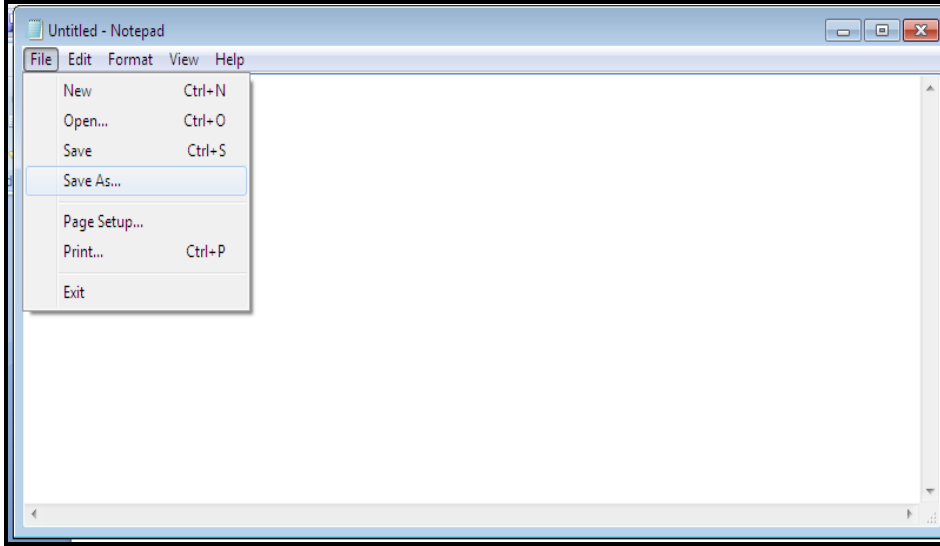 Untitled - Notepad
File Edit Format View Help
New Ctrl+N
Open... Ctrl+O
Save Ctrl+S
Save As...
Page Setup...
Print... Ctrl+P
Exit